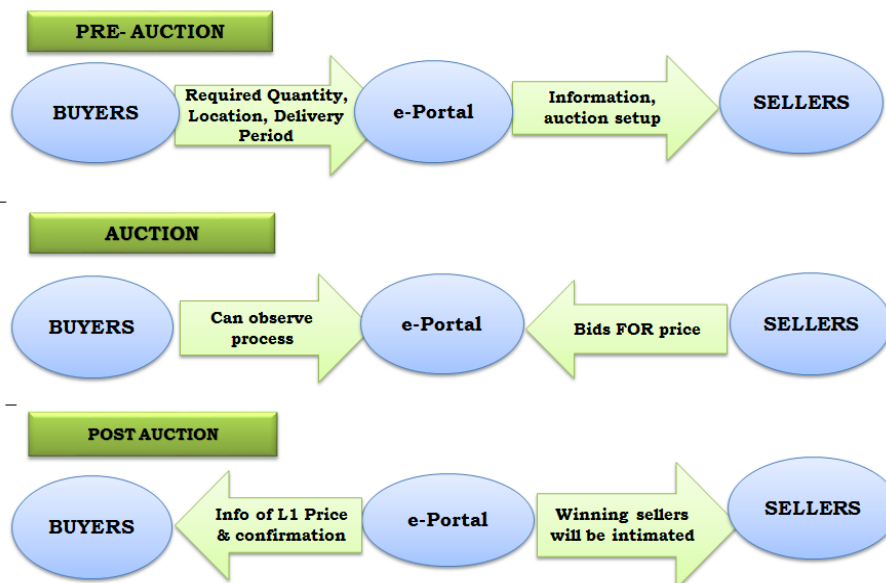 PRE- AUCTION
BUYERS
Required Quantity,
Location, Delivery
Period
e-Portal
Information,
auction setup
SELLERS
AUCTION
BUYERS
Can observe
process
e-Portal
Bids FOR price
SELLERS
POST AUCTION
BUYERS
Info of L1 Price
& confirmation
e-Portal
Winning sellers
will be intimated
SELLERS